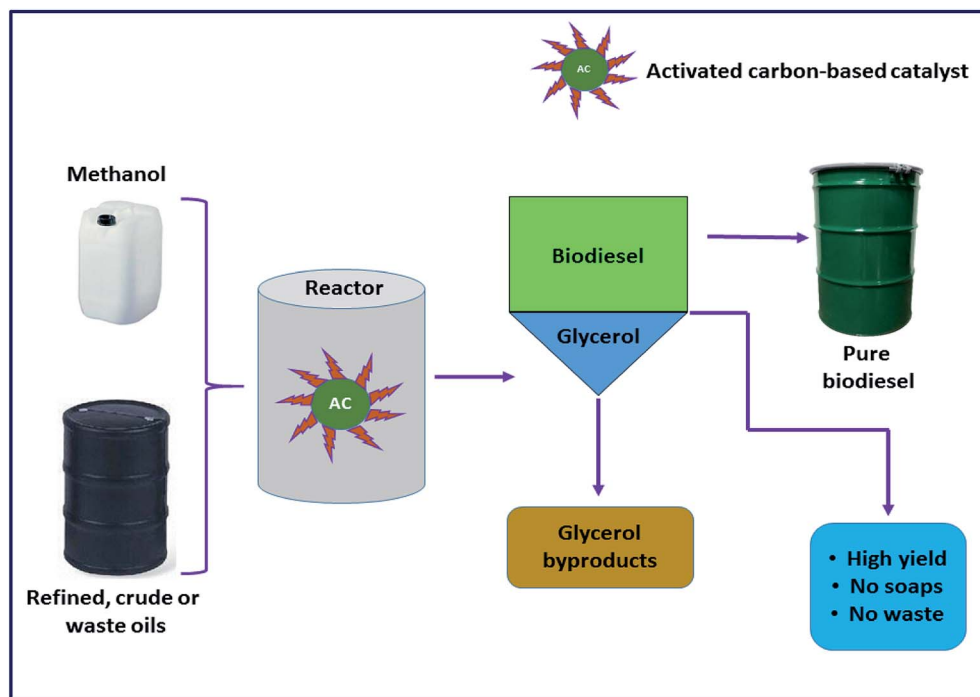 AC
Activated carbon-based catalyst
Methanol
Reactor
AC
Refined, crude or
waste oils
Biodiesel
Glycerol
Pure
biodiesel
Glycerol
byproducts
• High yield
• No soaps
• No waste